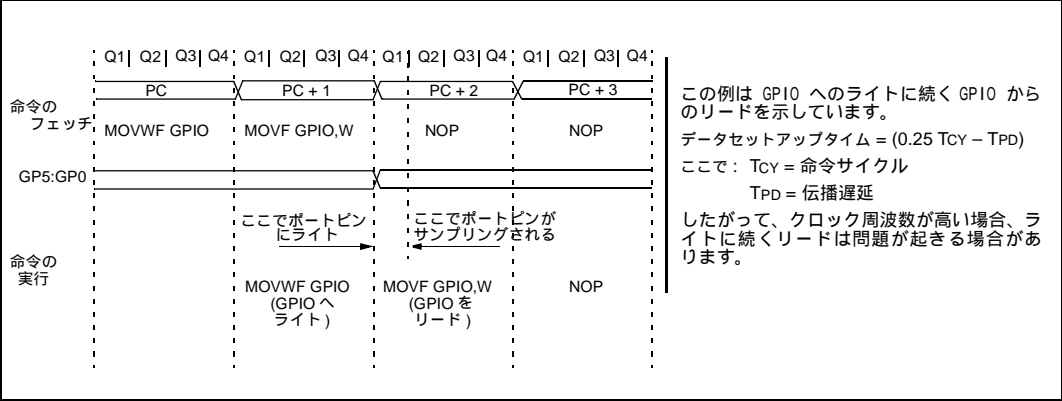 Q1 Q2 Q3 Q4 Q1 Q2 Q3 Q4 Q1 Q2 Q3 Q4 Q1 Q2 Q3 Q4
命令の
フェッチ
PC PC + 1 PC + 2 PC + 3
MOVWF GPIO MOVF GPIO,W NOP NOP
GP5:GP0
ここでポートピン
にライト
ここでポートピンが
サンプリングされる
命令の
実行
MOVWF GPIO
(GPIO へ
ライト )
MOVF GPIO,W
(GPIO を
リード )
NOP
この例は GPIO へのライトに続く GPIO から
のリードを示しています。
データセットアップタイム = (0.25 TCY – TPD)
ここで : TCY = 命令サイクル
TPD = 伝播遅延
したがって、クロック周波数が高い場合、ラ
イトに続くリードは問題が起きる場合があ
ります。